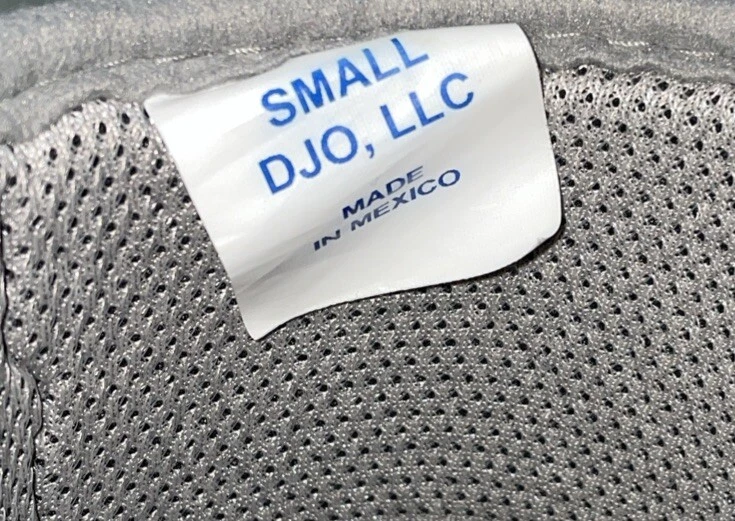 SMALL
DJO, LLC
MADE
IN MEXICO